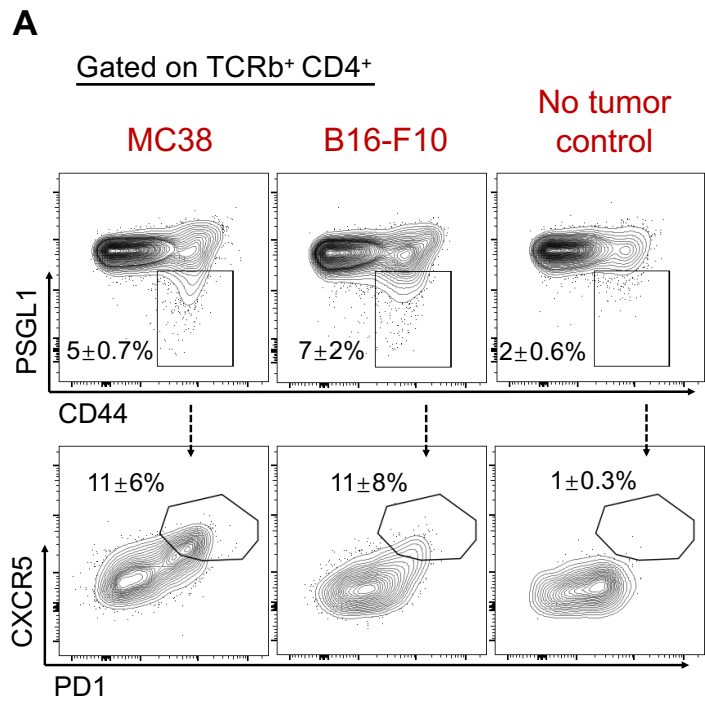 A
Gated on TCRb⁺ CD4⁺
MC38
B16-F10
No tumor
control
PSGL1
5±0.7%
7±2%
2±0.6%
CD44
11±6%
11±8%
1±0.3%
CXCR5
PD1